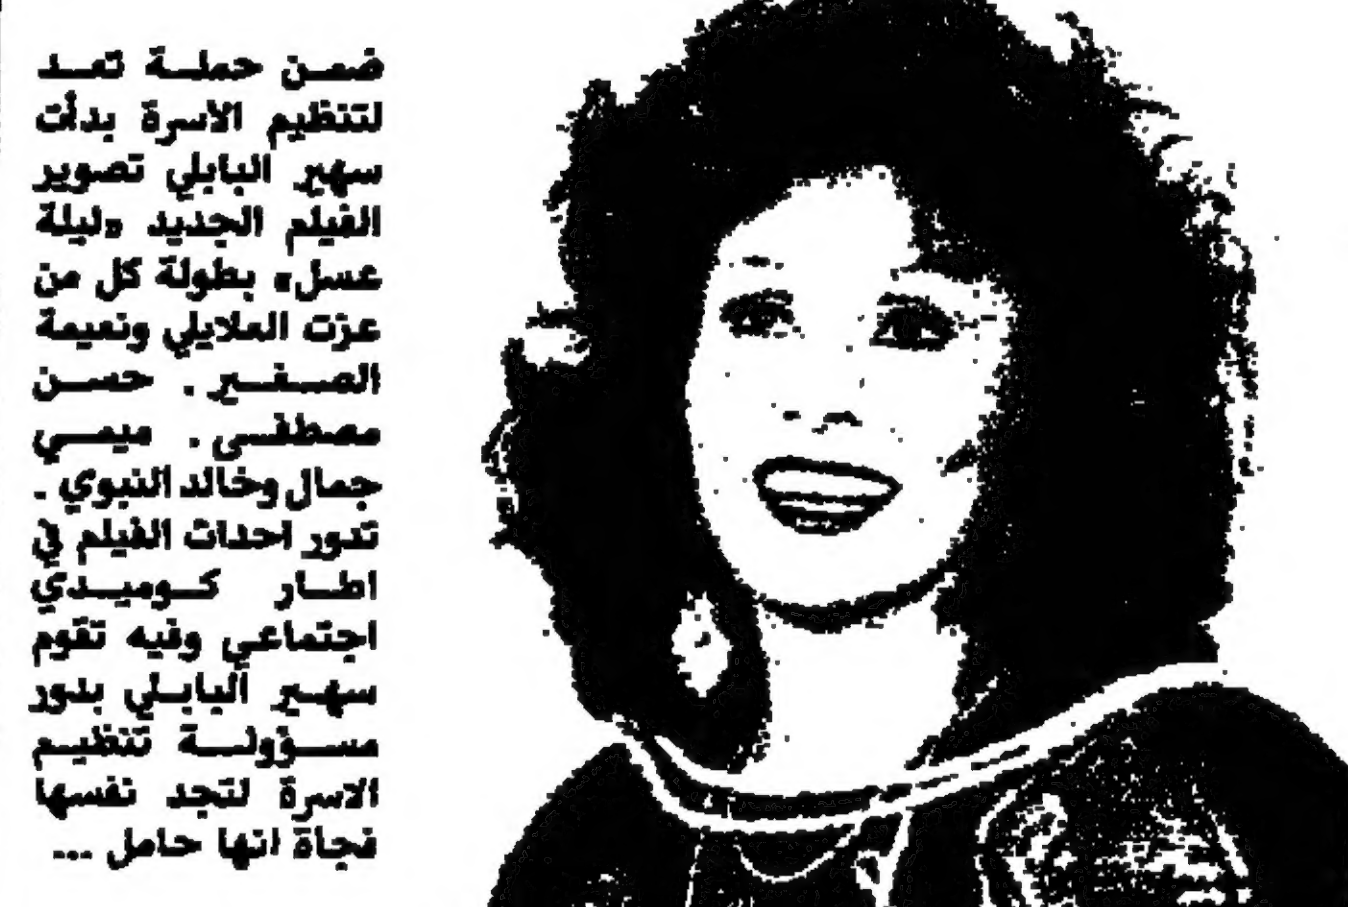 ضمن حملة تعد
لتنظيم الاسرة بدأت
سهير البابلي تصوير
الفيلم الجديد «ليلة
عسل» بطولة كل من
عزت العلايلي ونعيمة
الصغير . حسن
مصطفى . ميمي
جمال وخالد النبوي .
تدور احداث الفيلم في
اطار كوميدي
اجتماعي وفيه تقوم
سهير البابلي بدور
مسؤولة تنظيم
الاسرة لتجد نفسها
فجاة انها حامل ...